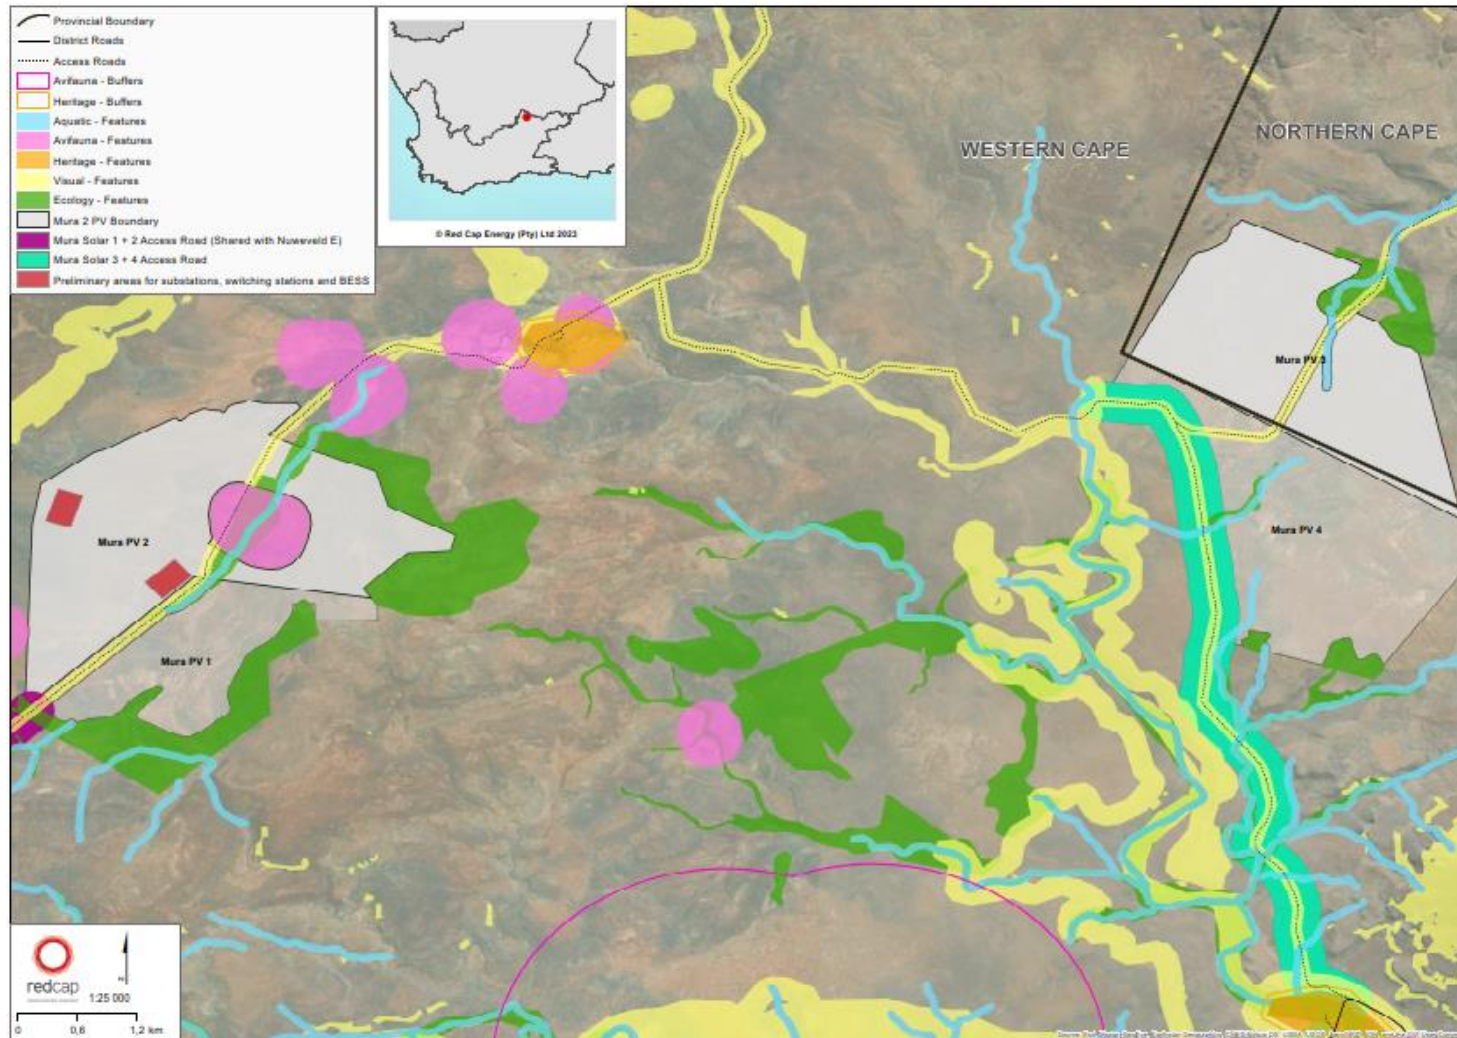 Provincial Boundary
District Roads
Access Roads
Avifauna - Buffers
Heritage - Buffers
Aquatic - Features
Avifauna - Features
Heritage - Features
Visual - Features
Ecology - Features
Mura 2 PV Boundary
Mura Solar 1 + 2 Access Road (Shared with Nuweveld E)
Mura Solar 3 + 4 Access Road
Preliminary areas for substations, switching stations and BESS
© Red Cap Energy (Pty) Ltd 2023
WESTERN CAPE
NORTHERN CAPE
Mura PV 3
Mura PV 2
Mura PV 4
Mura PV 1
redcap
N
1:25 000
0 0,6 1,2 km